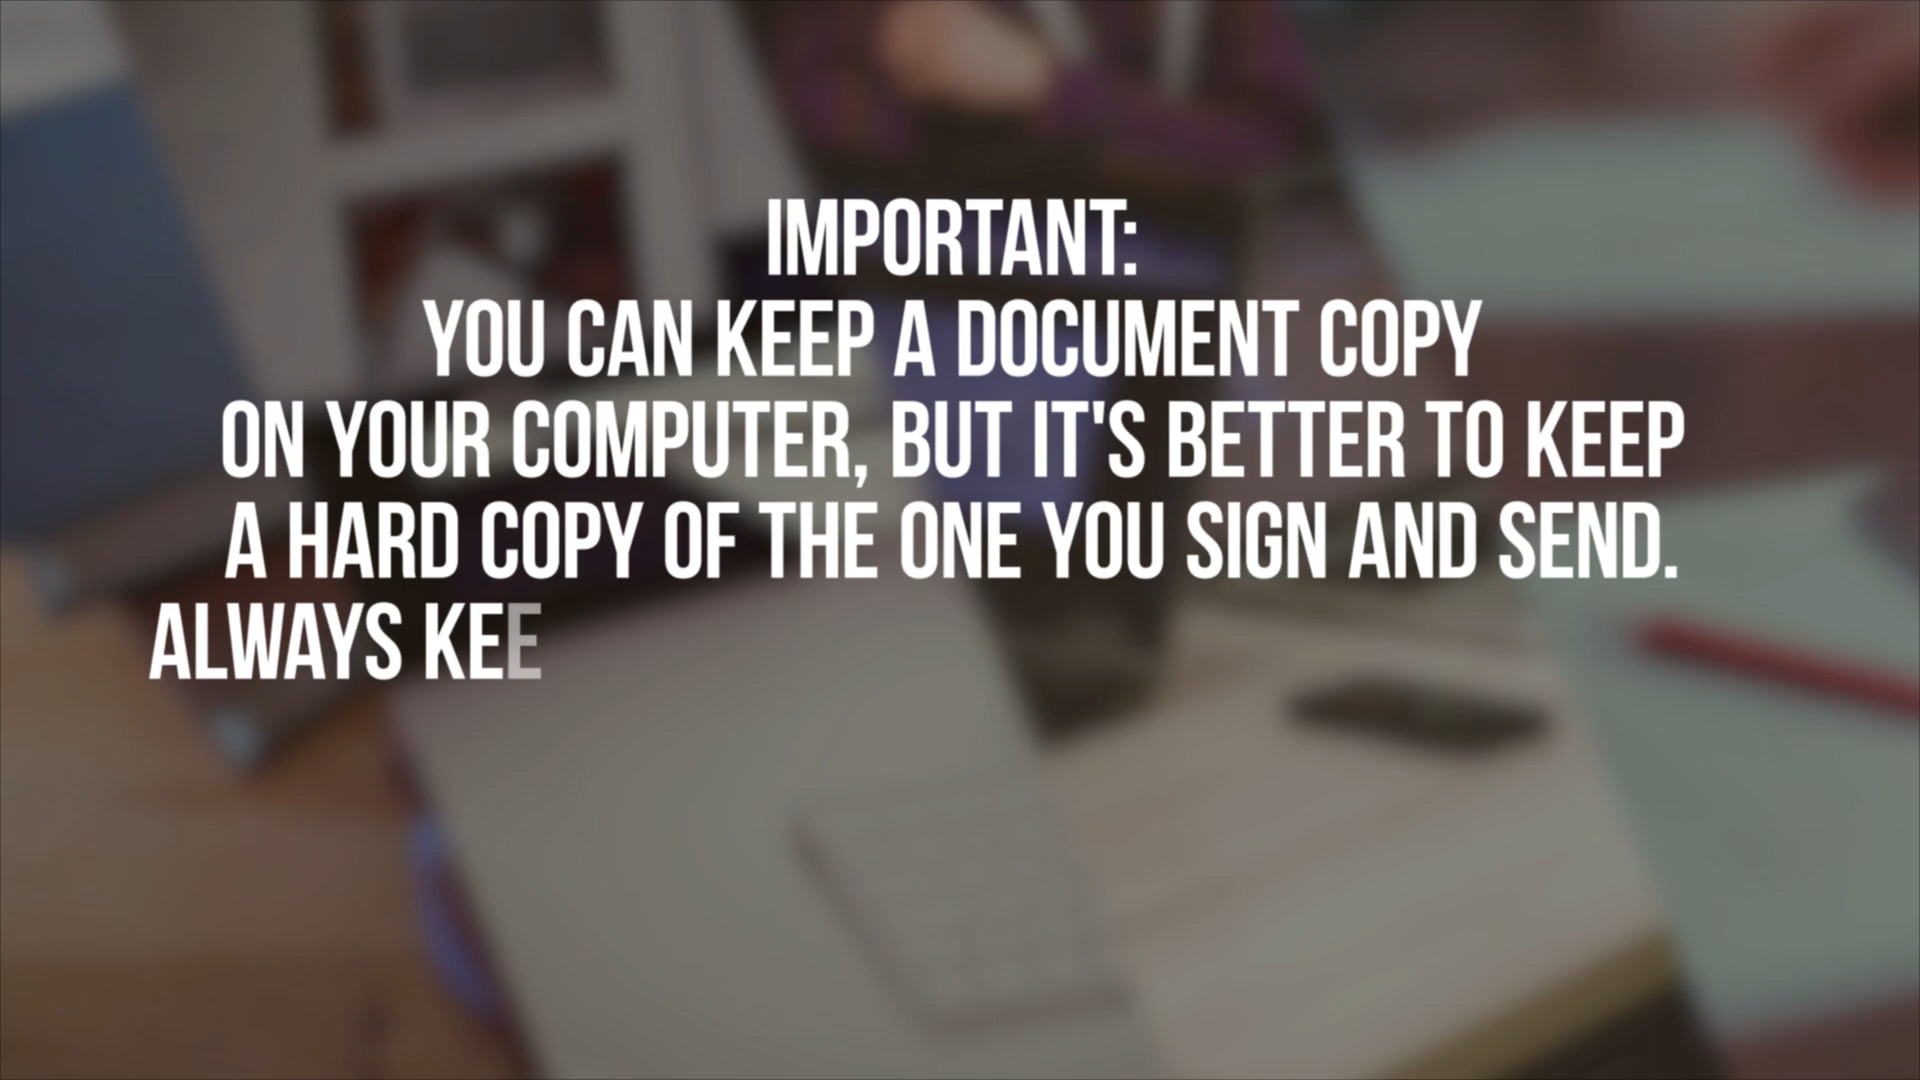 IMPORTANT:
YOU CAN KEEP A DOCUMENT COPY
ON YOUR COMPUTER, BUT IT'S BETTER TO KEEP
A HARD COPY OF THE ONE YOU SIGN AND SEND.
ALWAYS KEE